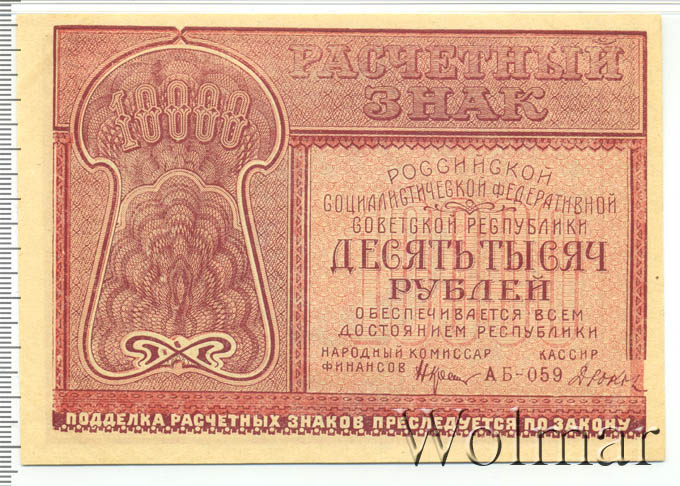 РАСЧЕТНЫЙ
ЗНАК
10000
РОССИЙСКОЙ
СОЦИАЛИСТИЧЕСКОЙ ФЕДЕРАТИВНОЙ
СОВЕТСКОЙ РЕСПУБЛИКИ
ДЕСЯТЬ ТЫСЯЧ
РУБЛЕЙ
ОБЕСПЕЧИВАЕТСЯ ВСЕМ
ДОСТОЯНИЕМ РЕСПУБЛИКИ
НАРОДНЫЙ КОМИССАР КАССИР
ФИНАНСОВ АБ-059
ПОДДЕЛКА РАСЧЕТНЫХ ЗНАКОВ ПРЕСЛЕДУЕТСЯ ПО ЗАКОНУ
Wolmar